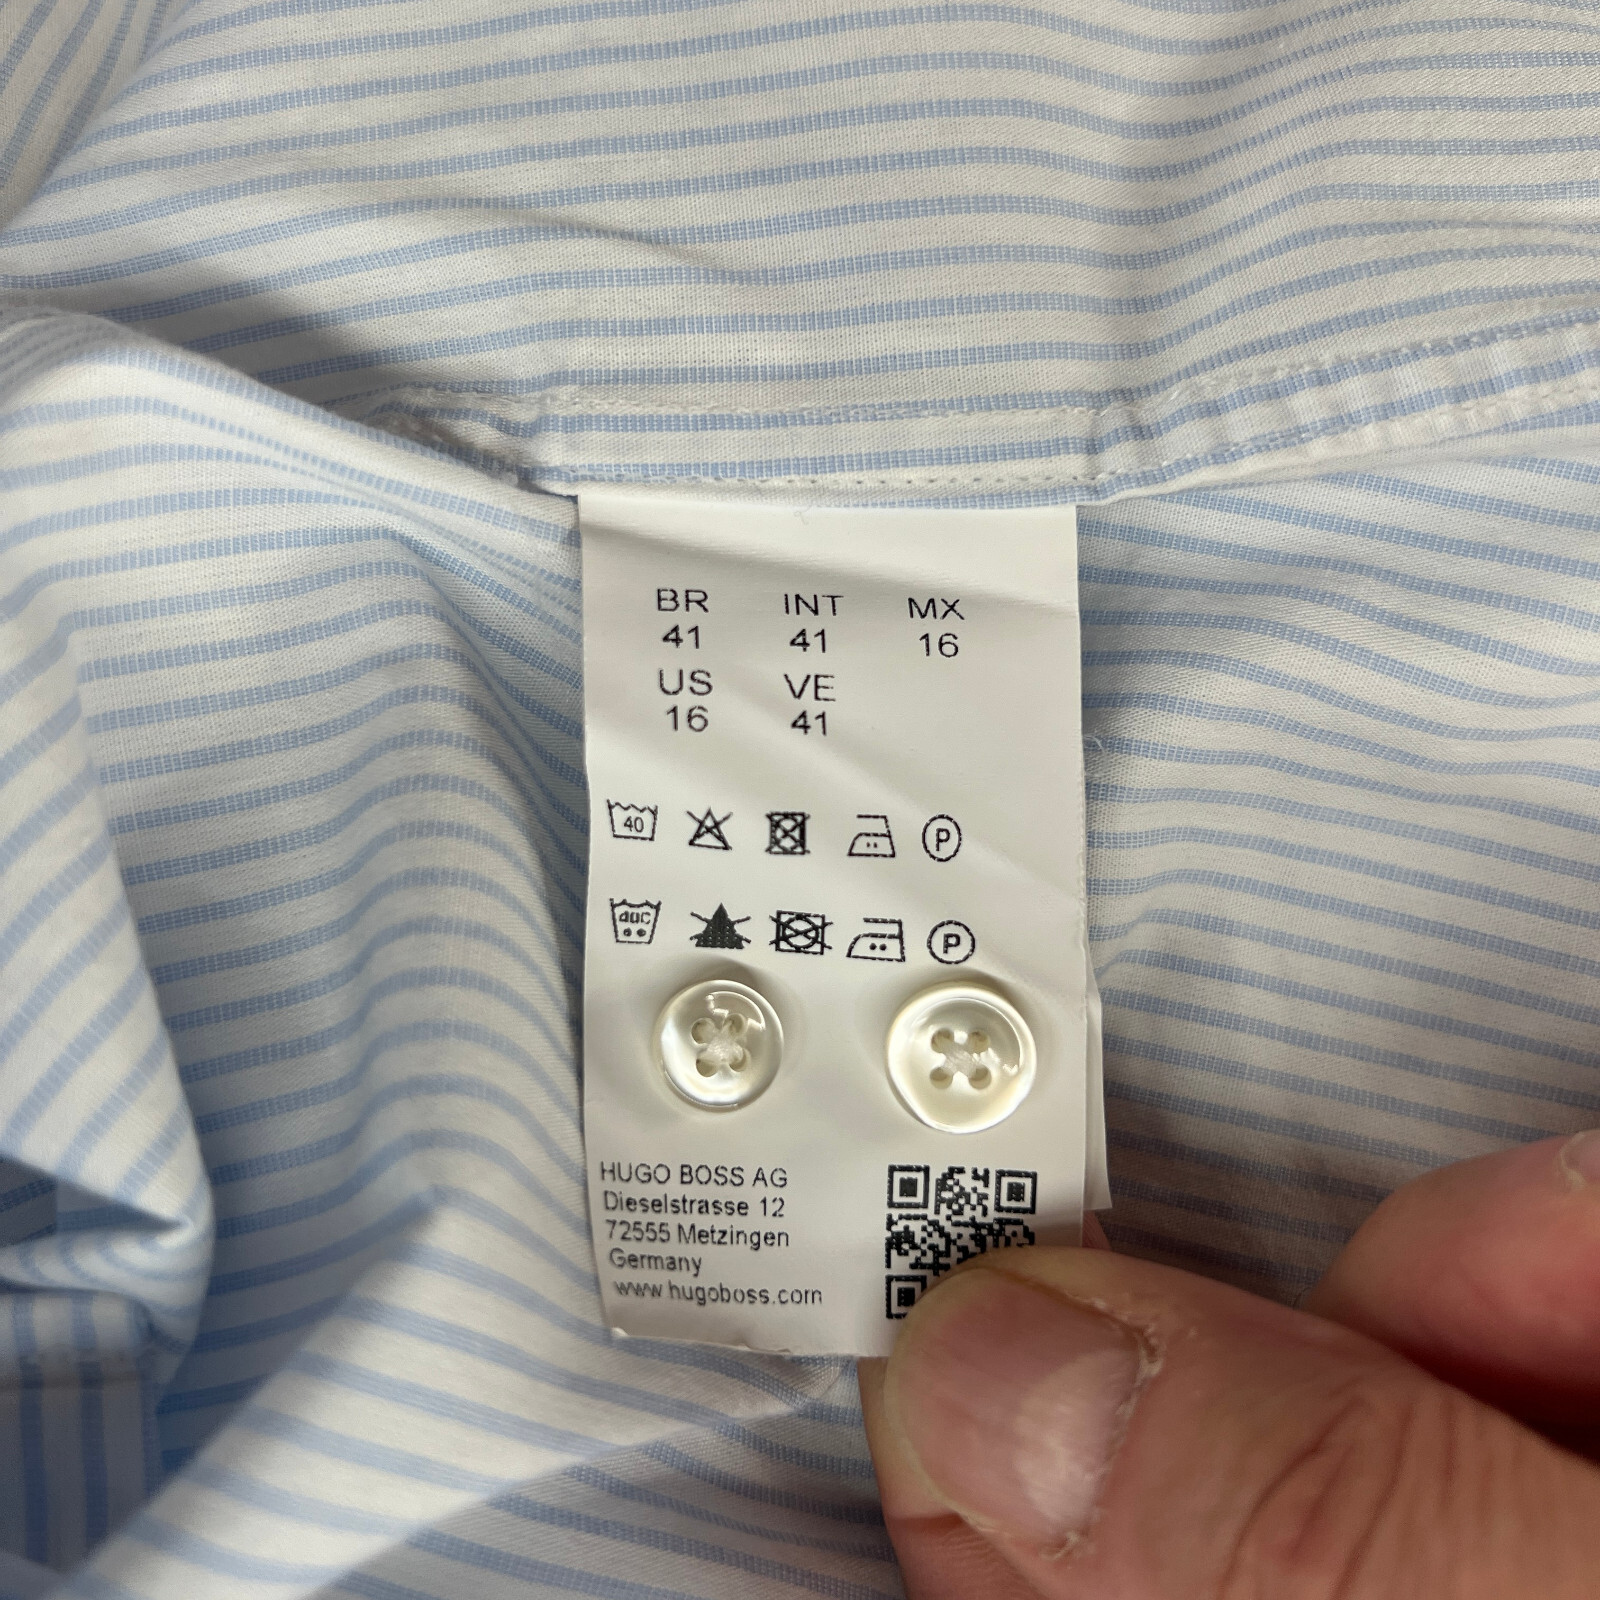 BR INT MX
41 41 16
US VE
16 41
40
P
40C
P
HUGO BOSS AG
Dieselstrasse 12
72555 Metzingen
Germany
www.hugoboss.com